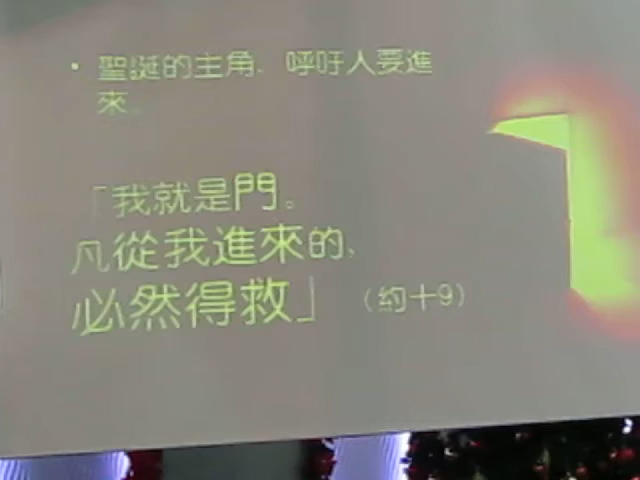 • 聖誕的主角，呼吁人要進
來。
「我就是門。
凡從我進來的，
必然得救」（約十9）